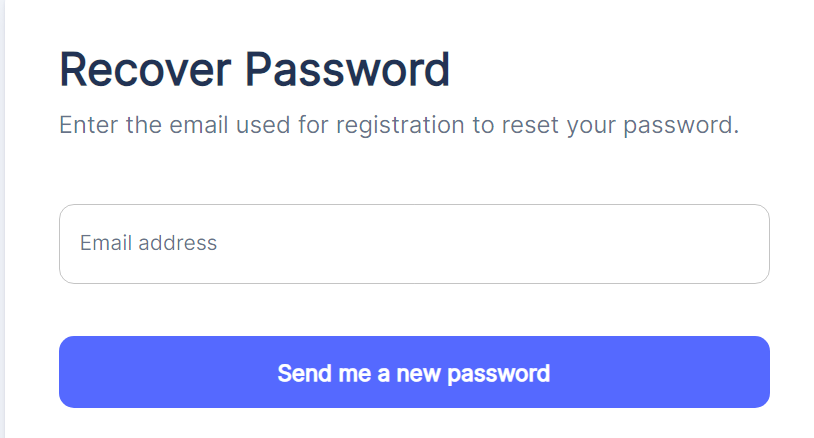 Recover Password
Enter the email used for registration to reset your password.
Email address
Send me a new password